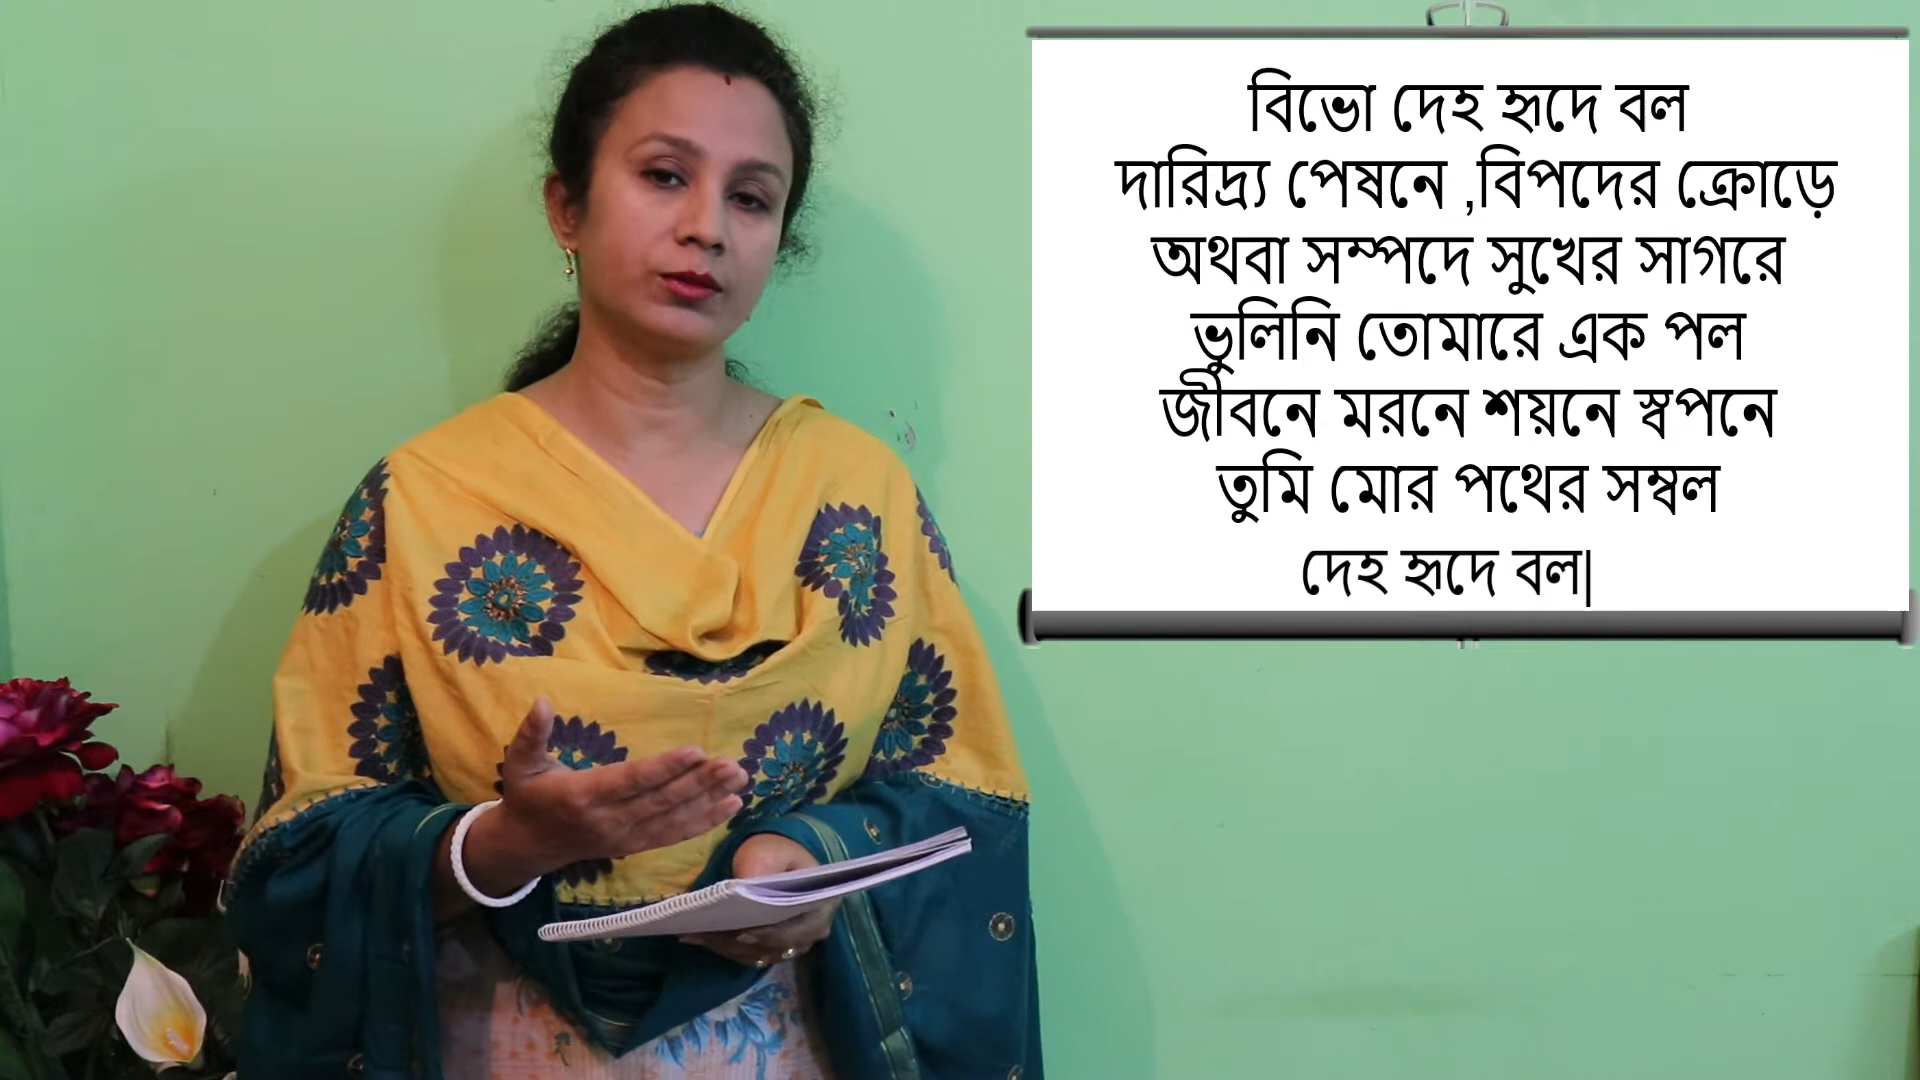 বিভো দেহ হৃদে বল
দারিদ্র্য পেষনে ,বিপদের ক্রোড়ে
অথবা সম্পদে সুখের সাগরে
ভুলিনি তোমারে এক পল
জীবনে মরনে শয়নে স্বপনে
তুমি মোর পথের সম্বল
দেহ হৃদে বল|